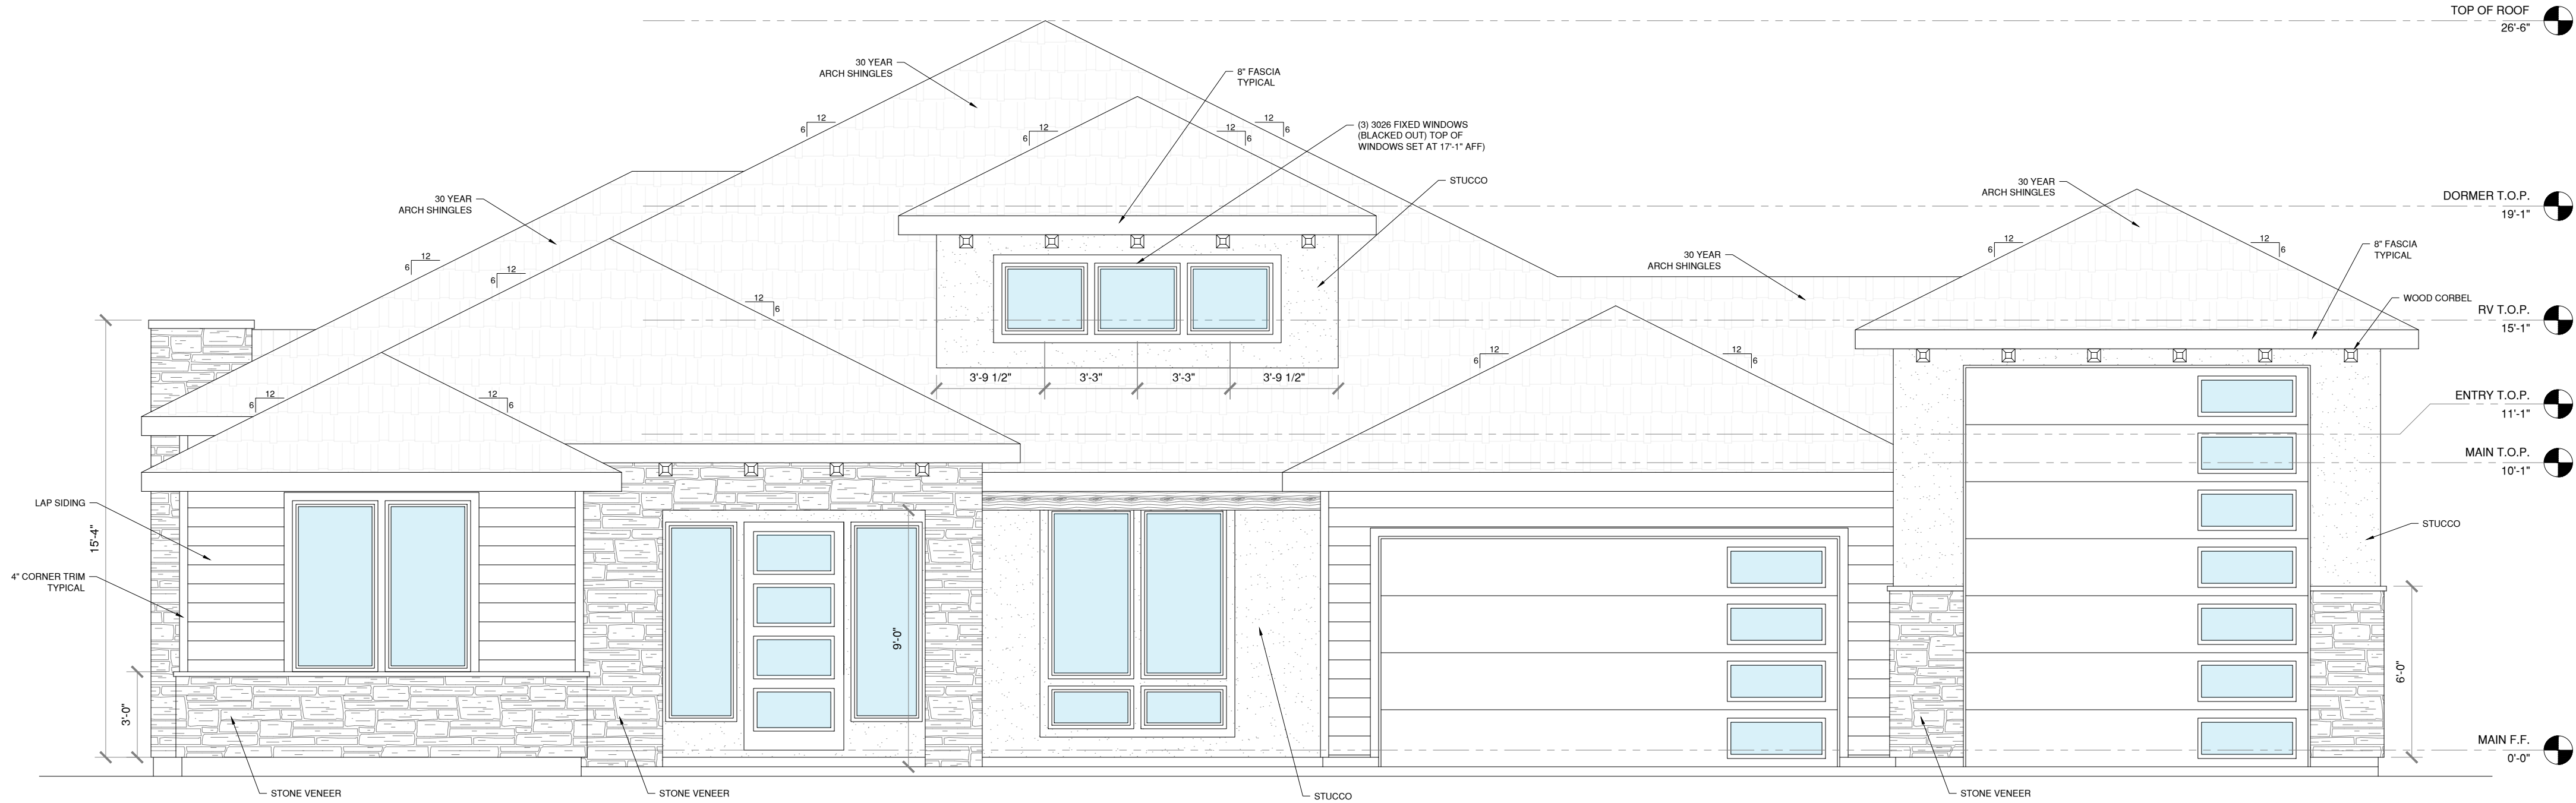 TOP OF ROOF
26'-6"
30 YEAR
ARCH SHINGLES
8" FASCIA
TYPICAL
12
6
12
6
12
6
12
6
(3) 3026 FIXED WINDOWS
(BLACKED OUT) TOP OF
WINDOWS SET AT 17'-1" AFF)
STUCCO
30 YEAR
ARCH SHINGLES
30 YEAR
ARCH SHINGLES
DORMER T.O.P.
19'-1"
12
6
12
6
12
6
12
6
12
6
30 YEAR
ARCH SHINGLES
8" FASCIA
TYPICAL
WOOD CORBEL
RV T.O.P.
15'-1"
12
6
12
6
3'-9 1/2"
3'-3"
3'-3"
3'-9 1/2"
12
6
12
6
ENTRY T.O.P.
11'-1"
MAIN T.O.P.
10'-1"
LAP SIDING
15'-4"
STUCCO
4" CORNER TRIM
TYPICAL
9'-0"
6'-0"
3'-0"
MAIN F.F.
0'-0"
STONE VENEER
STONE VENEER
STUCCO
STONE VENEER